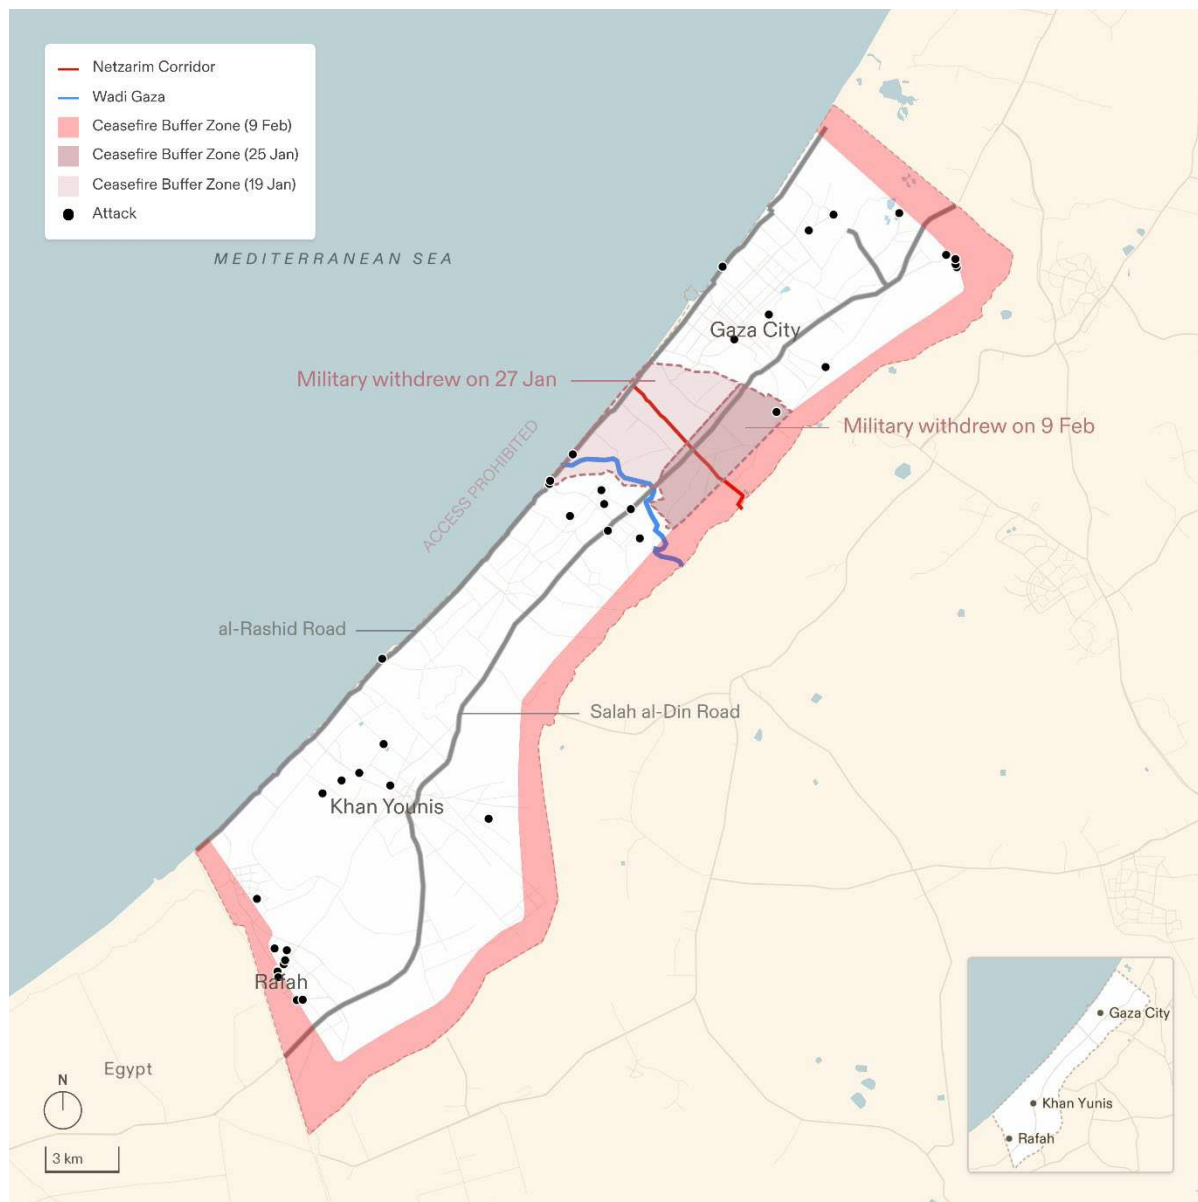 Netzarim Corridor
Wadi Gaza
Ceasefire Buffer Zone (9 Feb)
Ceasefire Buffer Zone (25 Jan)
Ceasefire Buffer Zone (19 Jan)
Attack
MEDITERRANEAN SEA
Gaza City
Military withdrew on 27 Jan
Military withdrew on 9 Feb
ACCESS PROHIBITED
al-Rashid Road
Salah al-Din Road
Khan Younis
Rafah
Egypt
N
3 km
Gaza City
Khan Yunis
Rafah